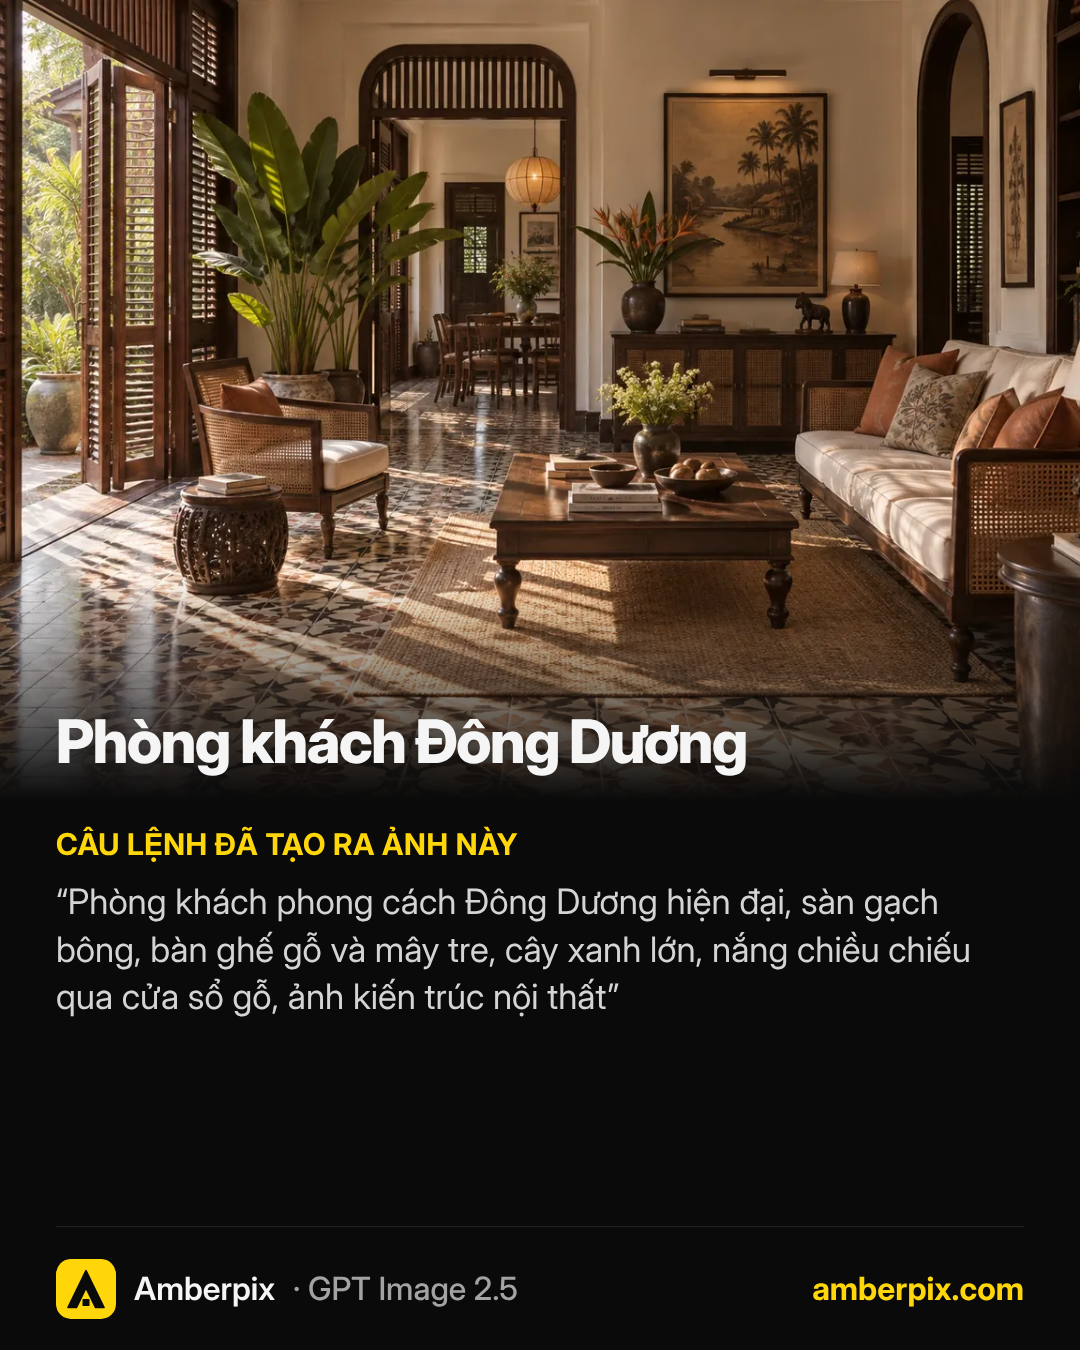 Phòng khách Đông Dương
CÂU LỆNH ĐÃ TẠO RA ẢNH NÀY
“Phòng khách phong cách Đông Dương hiện đại, sàn gạch
bông, bàn ghế gỗ và mây tre, cây xanh lớn, nắng chiều chiếu
qua cửa sổ gỗ, ảnh kiến trúc nội thất”
Amberpix · GPT Image 2.5
amberpix.com